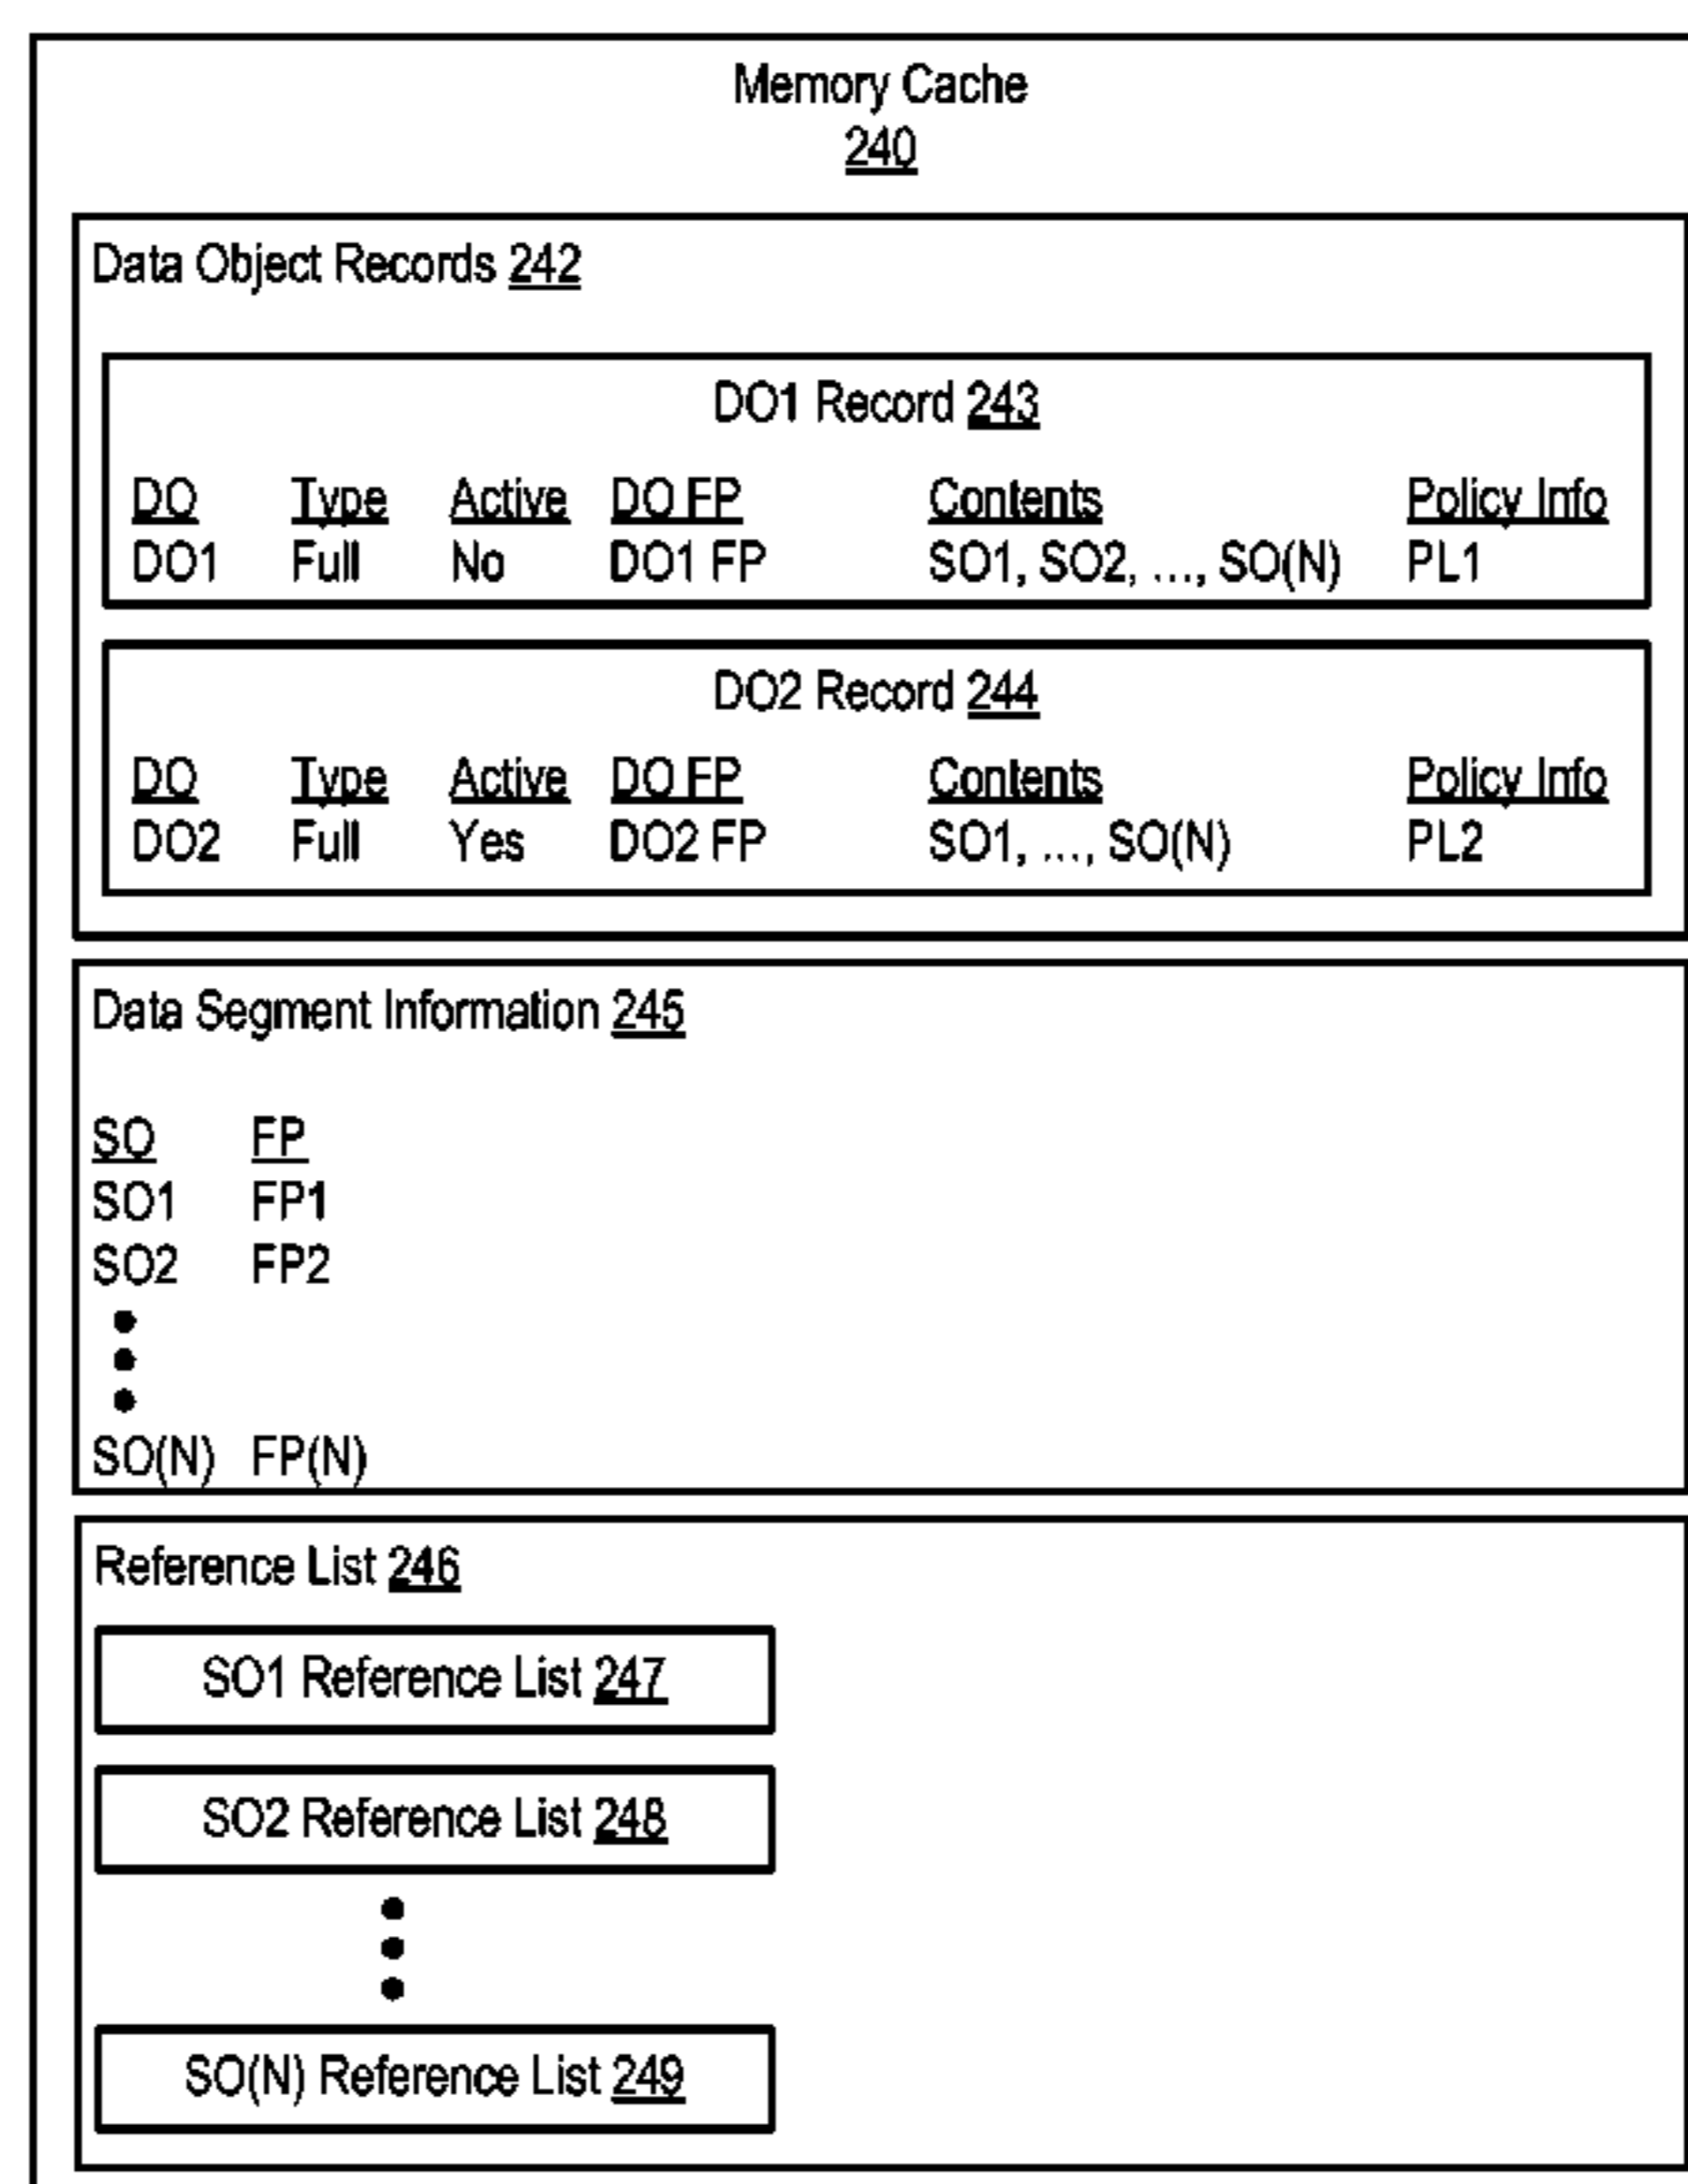 Memory Cache
240
Data Object Records 242
DO1 Record 243
DO Type Active DO FP Contents Policy Info
DO1 Full No DO1 FP SO1, SO2, ..., SO(N) PL1
DO2 Record 244
DO Type Active DO FP Contents Policy Info
DO2 Full Yes DO2 FP SO1, ..., SO(N) PL2
Data Segment Information 245
SO FP
SO1 FP1
SO2 FP2
SO(N) FP(N)
Reference List 246
SO1 Reference List 247
SO2 Reference List 248
SO(N) Reference List 249